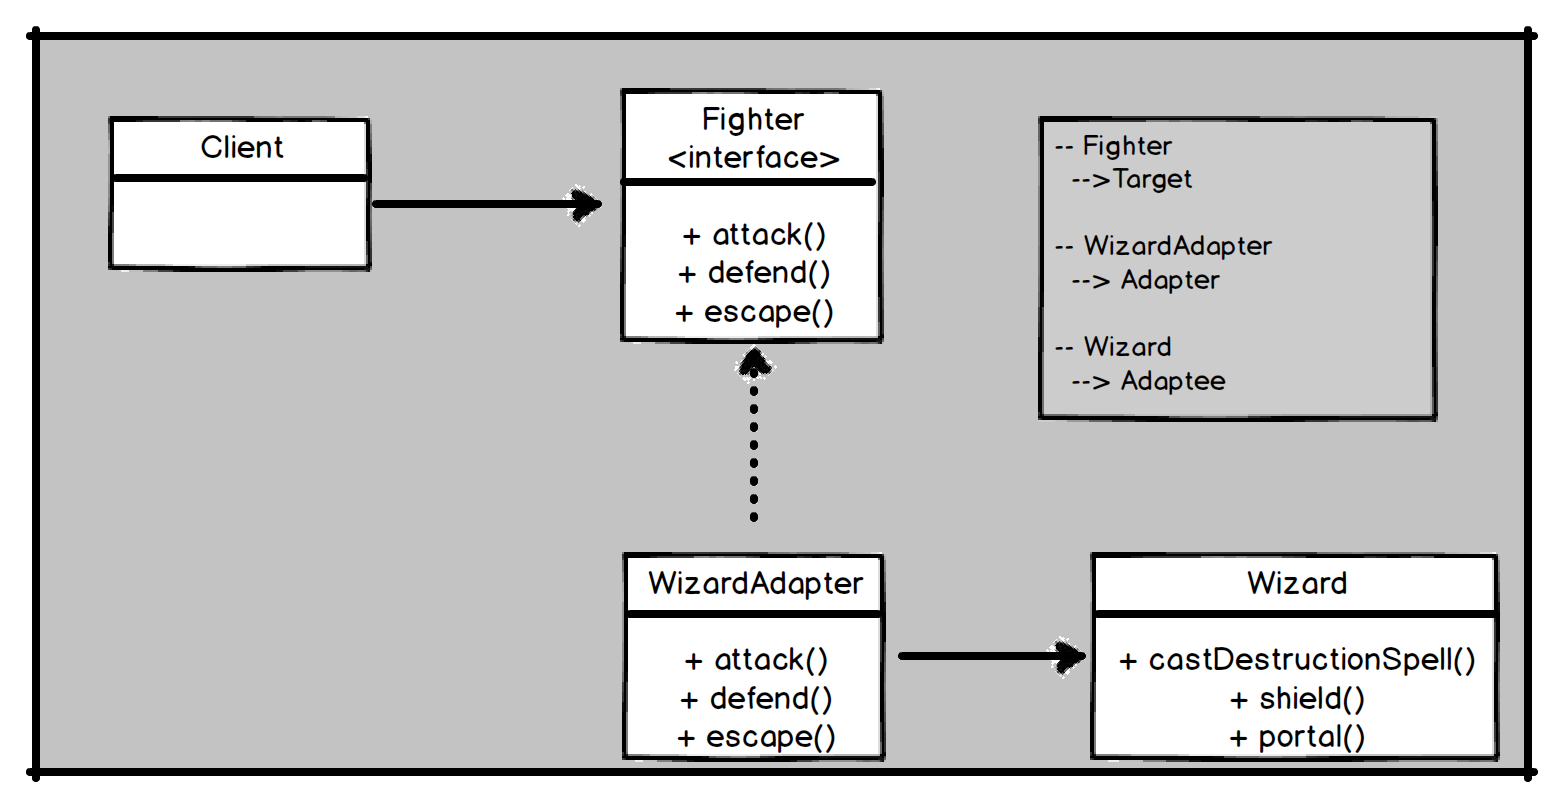 Client
Fighter
<interface>
+ attack()
+ defend()
+ escape()
-- Fighter
-->Target
-- WizardAdapter
--> Adapter
-- Wizard
--> Adaptee
WizardAdapter
+ attack()
+ defend()
+ escape()
Wizard
+ castDestructionSpell()
+ shield()
+ portal()